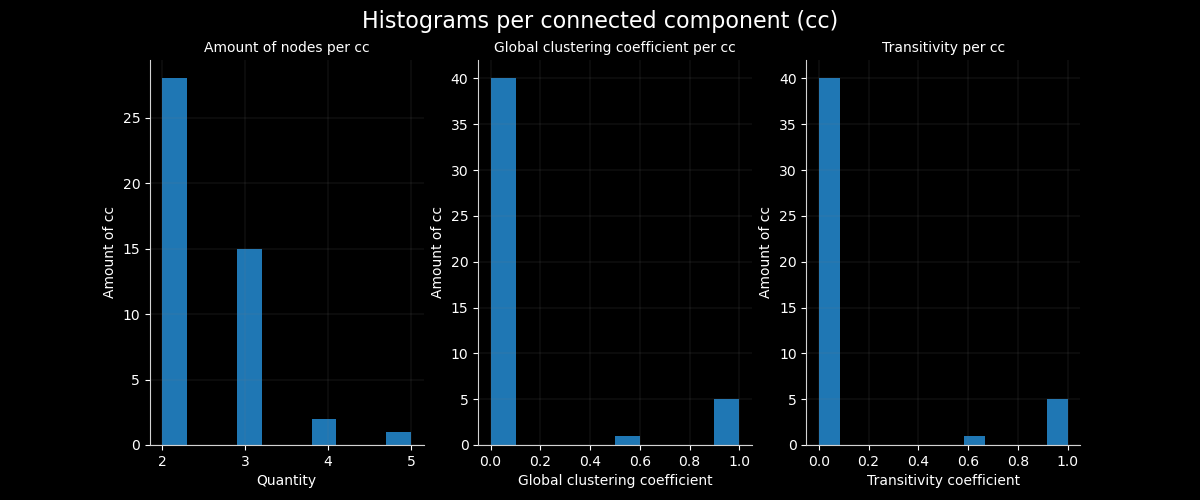 Histograms per connected component (cc)
Amount of nodes per cc
Global clustering coefficient per cc
Transitivity per cc
Amount of cc
25
20
15
10
5
0
2 3 4 5
Quantity
Amount of cc
40
35
30
25
20
15
10
5
0
0.0 0.2 0.4 0.6 0.8 1.0
Global clustering coefficient
Amount of cc
40
35
30
25
20
15
10
5
0
0.0 0.2 0.4 0.6 0.8 1.0
Transitivity coefficient